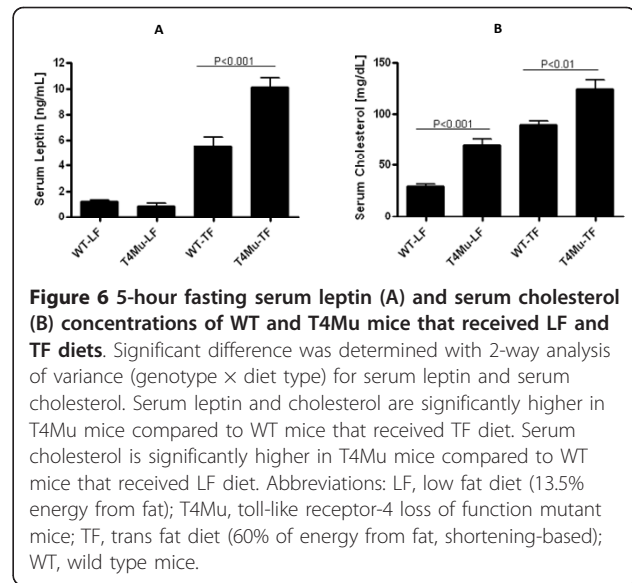 A
B
P<0.001
P<0.01
P<0.001
Serum Leptin [ng/mL]
12
10
8
6
4
2
0
WT-LF
T4Mu-LF
WT-TF
T4Mu-TF
Serum Cholesterol [mg/dL]
150
100
50
0
WT-LF
T4Mu-LF
WT-TF
T4Mu-TF
Figure 6 5-hour fasting serum leptin (A) and serum cholesterol
(B) concentrations of WT and T4Mu mice that received LF and
TF diets. Significant difference was determined with 2-way analysis
of variance (genotype × diet type) for serum leptin and serum
cholesterol. Serum leptin and cholesterol are significantly higher in
T4Mu mice compared to WT mice that received TF diet. Serum
cholesterol is significantly higher in T4Mu mice compared to WT
mice that received LF diet. Abbreviations: LF, low fat diet (13.5%
energy from fat); T4Mu, toll-like receptor-4 loss of function mutant
mice; TF, trans fat diet (60% of energy from fat, shortening-based);
WT, wild type mice.